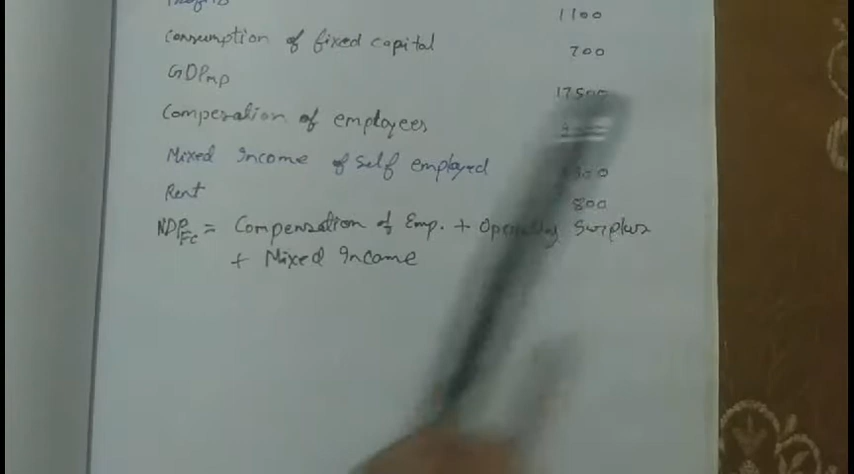 1100
Consumption of fixed capital 700
GDPmp 17500
Compensation of employees
Mixed Income of self employed
Rent 800
NDPFC = Compensation of Emp. + Operating Surplus
+ Mixed Income